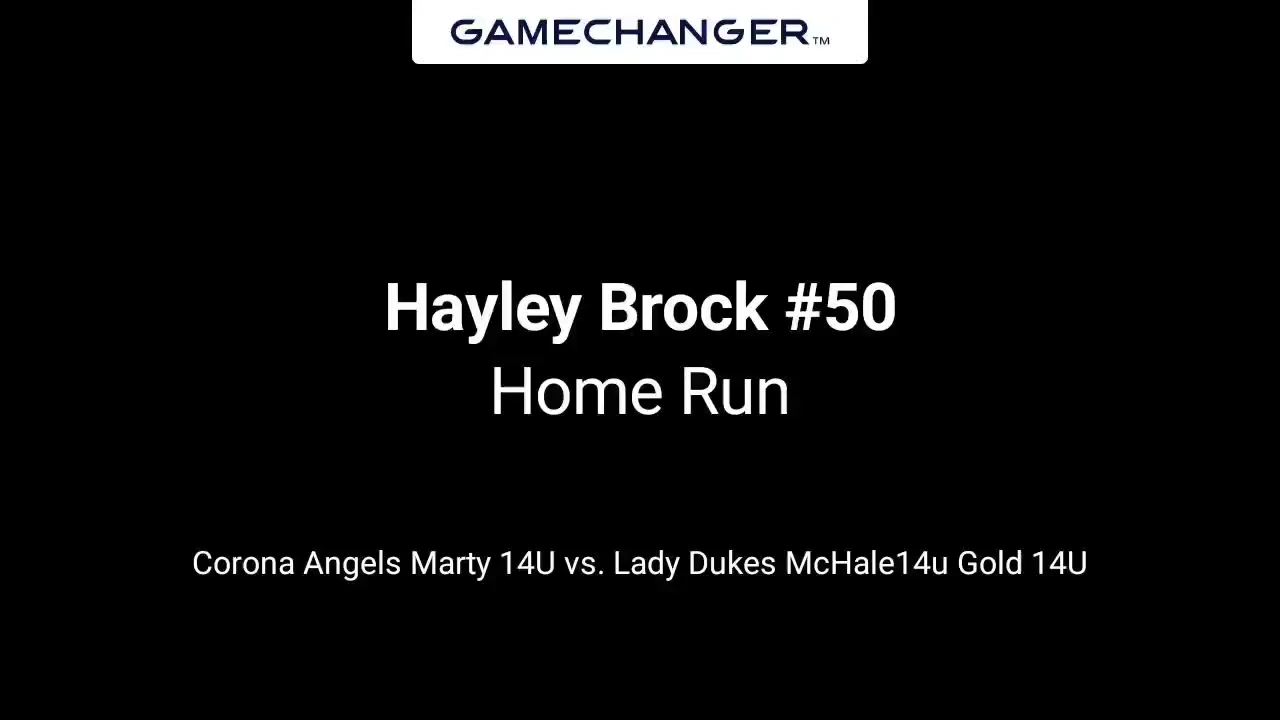 GAMECHANGER™
Hayley Brock #50
Home Run
Corona Angels Marty 14U vs. Lady Dukes McHale14u Gold 14U